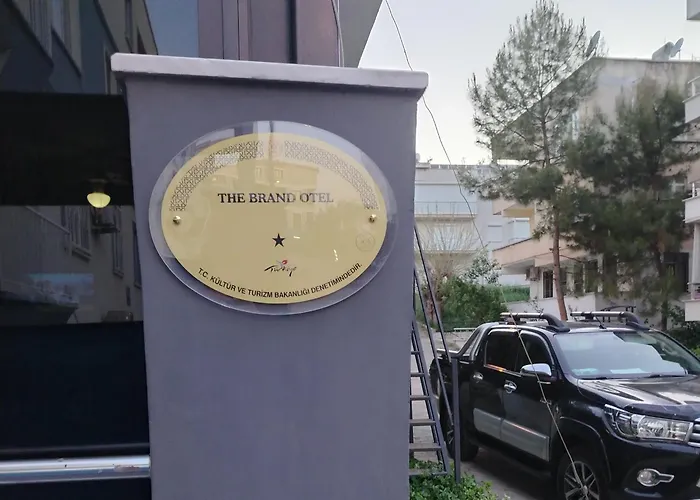 THE BRAND OTEL
Türkiye
T.C. KÜLTÜR VE TURİZM BAKANLIĞI DENETİMİNDEDİR.